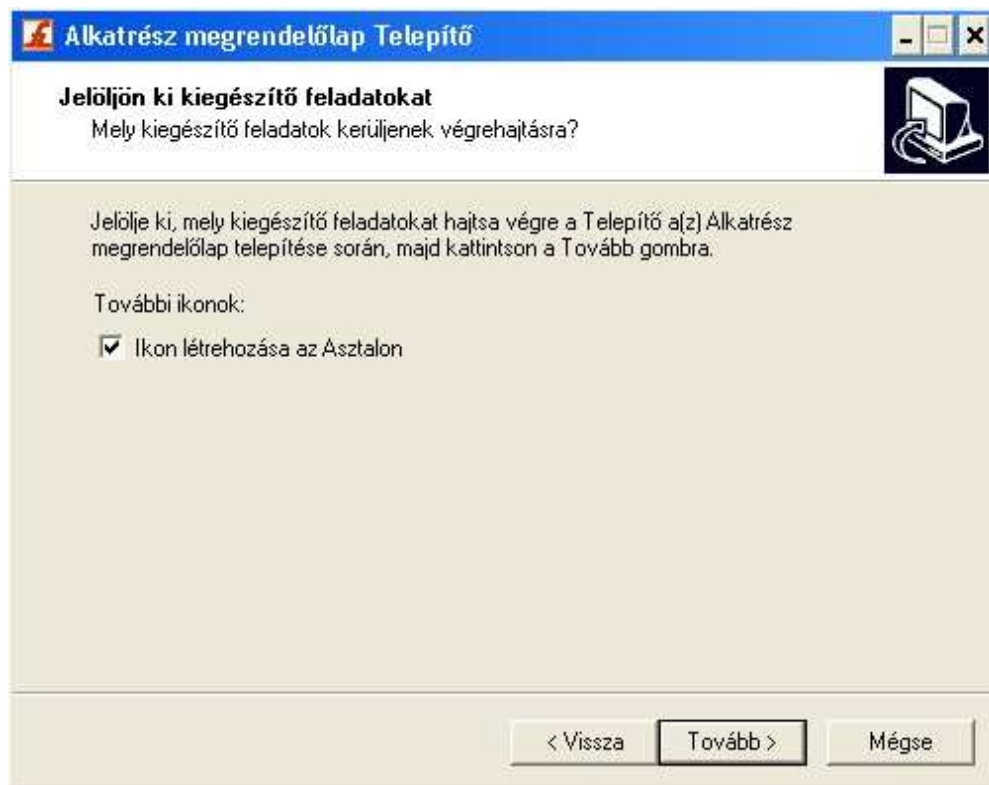 Alkatrész megrendelőlap Telepítő
Jelöljön ki kiegészítő feladatokat
Mely kiegészítő feladatok kerüljenek végrehajtásra?
Jelölje ki, mely kiegészítő feladatokat hajtsa végre a Telepítő a(z) Alkatrész
megrendelőlap telepítése során, majd kattintson a Tovább gombra.
További ikonok:
Ikon létrehozása az Asztalon
< Vissza Tovább > Mégse